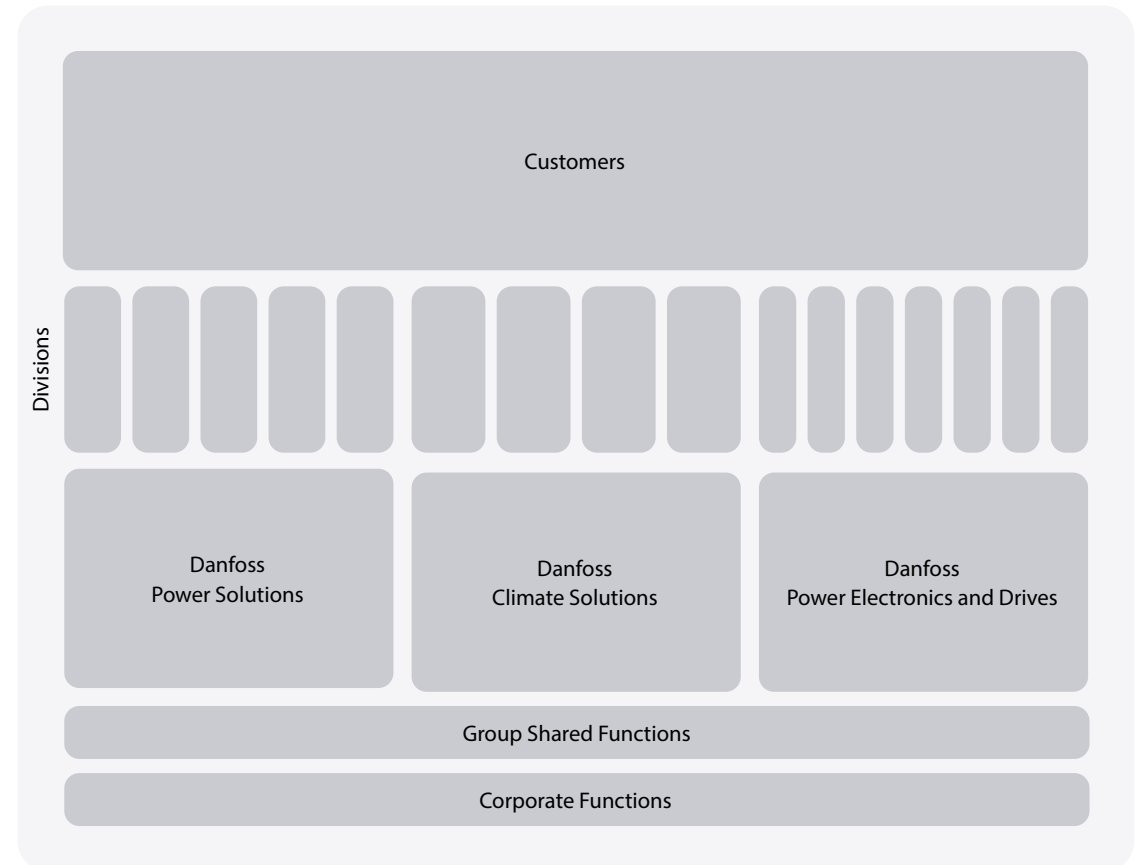 Customers
Divisions
Danfoss
Power Solutions
Danfoss
Climate Solutions
Danfoss
Power Electronics and Drives
Group Shared Functions
Corporate Functions